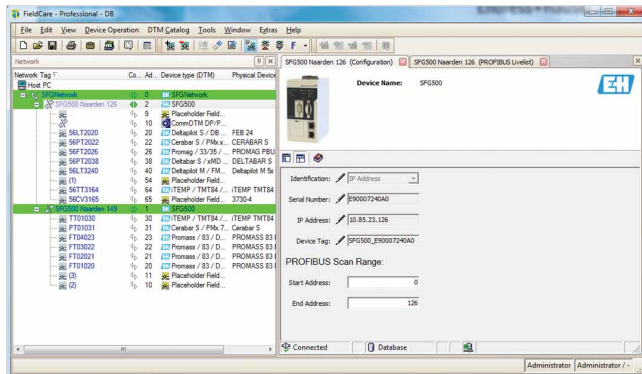 FieldCare - Professional - DB
File Edit View Device Operation DTM Catalog Tools Window Extras Help
Network
SFG500 Naarden 126 (Configuration) SFG500 Naarden 126 (PROFIBUS Livelist)
Network Tag Co... Ad... Device type (DTM) Physical Device
Host PC
SFGNetwork 0 SFGNetwork
SFG500 Naarden 126 2 SFG500
9 Placeholder Field...
10 CommDTM DP/P...
56LT2020 20 Deltapilot S / DB ... FEB 24
56PT2022 22 Cerabar S / PMx x... CERABAR S
56FT2026 26 Promag / 33/35 / ... PROMAG PBU
56PT2038 38 Deltabar S / xMD ... DELTABAR S
56LT3240 40 Deltapilot M / FM... Deltapilot M 5x
(1) 54 Placeholder Field...
56TT3164 64 iTEMP / TMT84 /... iTEMP TMT84
56CV3165 65 Placeholder Field... 3730-4
SFG500 Naarden 149 1 SFG500
FT01030 30 iTEMP / TMT84 /... iTEMP TMT84
PT01031 31 Cerabar S / PMx 7... Cerabar S
FT04023 23 Promass / 83 / D... PROMASS 83
FT03022 22 Promass / 83 / D... PROMASS 83
FT02021 21 Promass / 83 / D... PROMASS 83
FT01020 20 Promass / 83 / D... PROMASS 83
(3) 11 Placeholder Field...
(2) 10 Placeholder Field...
Device Name: SFG500
EH
Identification: IP Address
Serial Number: E90007240A0
IP Address: 10.85.23.126
Device Tag: SFG500_E90007240A0
PROFIBUS Scan Range:
Start Address: 0
End Address: 126
Connected Database
Administrator Administrator / -